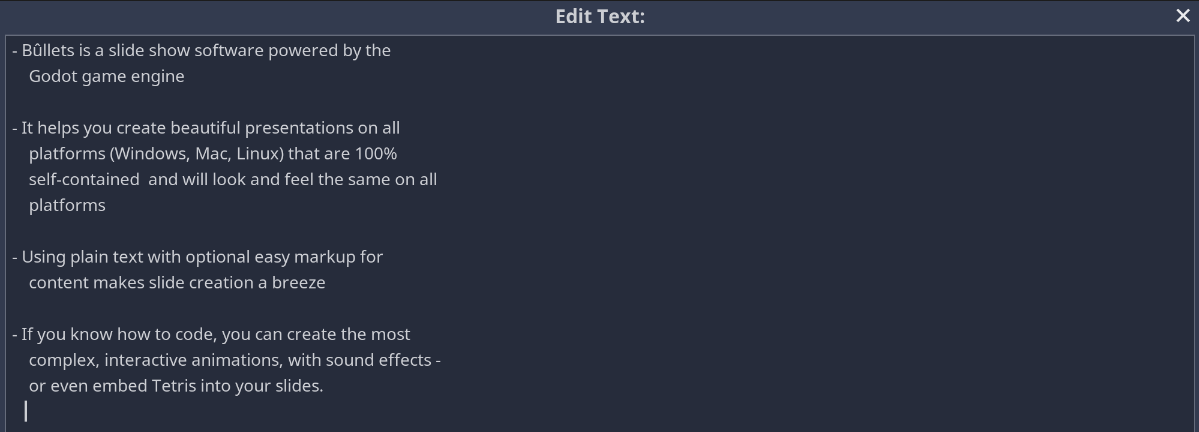 Edit Text:
- Bûllets is a slide show software powered by the
Godot game engine
- It helps you create beautiful presentations on all
platforms (Windows, Mac, Linux) that are 100%
self-contained  and will look and feel the same on all
platforms
- Using plain text with optional easy markup for
content makes slide creation a breeze
- If you know how to code, you can create the most
complex, interactive animations, with sound effects -
or even embed Tetris into your slides.